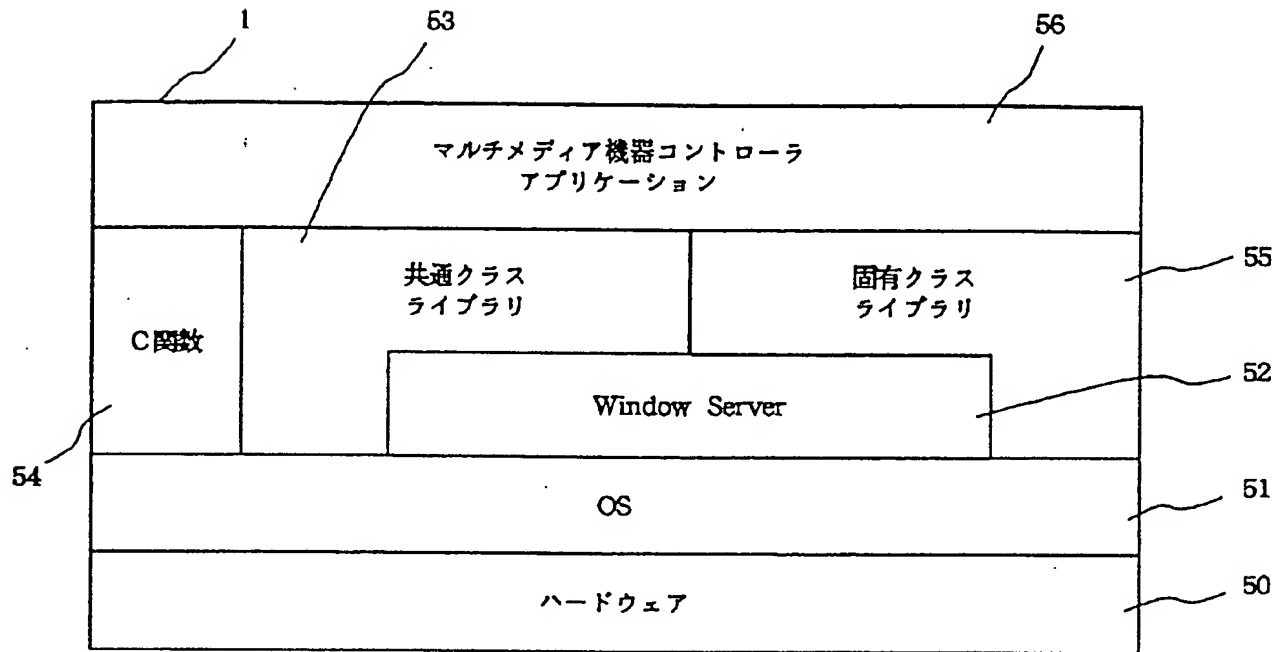 1
53
56
マルチメディア機器コントローラ
アプリケーション
共通クラス
ライブラリ
固有クラス
ライブラリ
55
C関数
Window Server
52
54
OS
51
ハードウェア
50